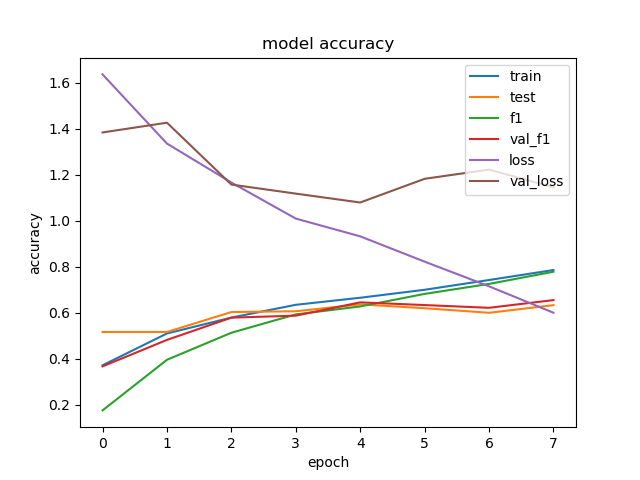 model accuracy
train
test
f1
val_f1
loss
val_loss
accuracy
1.6
1.4
1.2
1.0
0.8
0.6
0.4
0.2
0 1 2 3 4 5 6 7
epoch